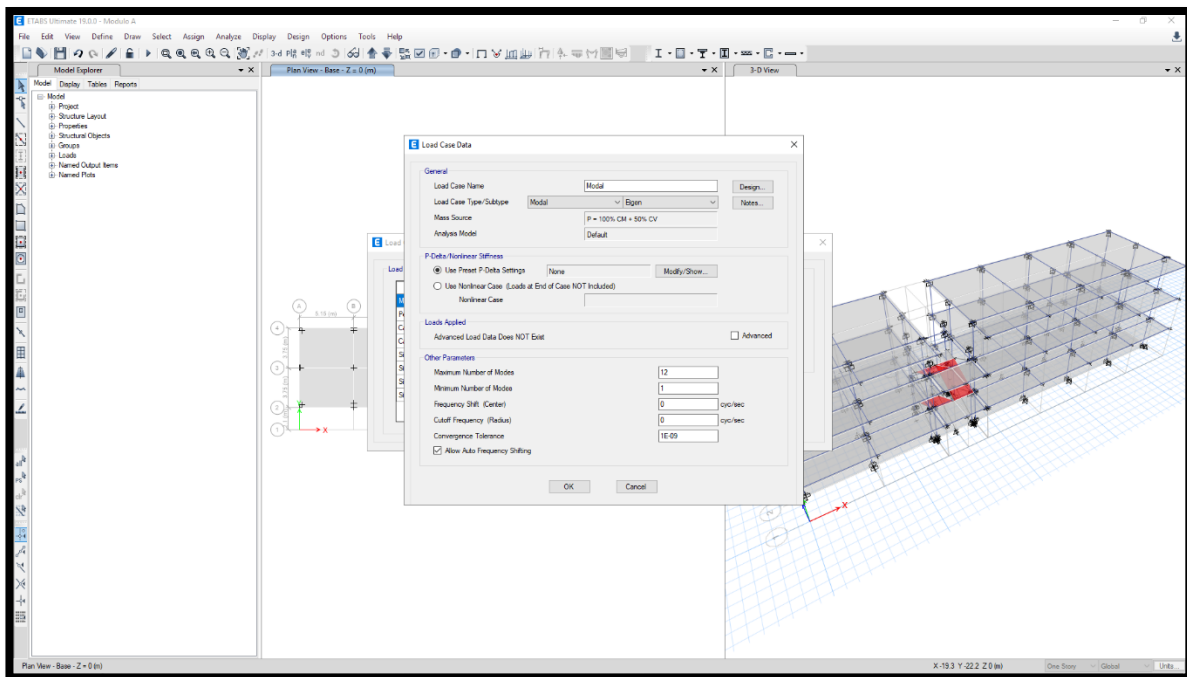 ETABS Ultimate 19.0.0 - Modulo A
File Edit View Define Draw Select Assign Analyze Display Design Options Tools Help
3-d
Model Explorer
Plan View - Base - Z = 0 (m)
3-D View
Model Display Tables Reports
Model
Project
Structure Layout
Properties
Structural Objects
Groups
Loads
Named Output Items
Named Plots
Load
Load
A
B
5.15 (m)
4
3
2
1
3.75 (m)
X
Load Case Data
General
Load Case Name
Modal
Design...
Load Case Type/Subtype
Modal
Eigen
Notes...
Mass Source
P = 100% CM + 50% CV
Analysis Model
Default
P-Delta/Nonlinear Stiffness
Use Preset P-Delta Settings
None
Modify/Show...
Use Nonlinear Case (Loads at End of Case NOT Included)
Nonlinear Case
Loads Applied
Advanced Load Data Does NOT Exist
Advanced
Other Parameters
Maximum Number of Modes
12
Minimum Number of Modes
1
Frequency Shift (Center)
0
cyc/sec
Cutoff Frequency (Radius)
0
cyc/sec
Convergence Tolerance
1E-09
Allow Auto Frequency Shifting
OK
Cancel
X
Plan View - Base - Z = 0 (m)
X -19.3 Y -22.2 Z 0 (m)
One Story
Global
Units...